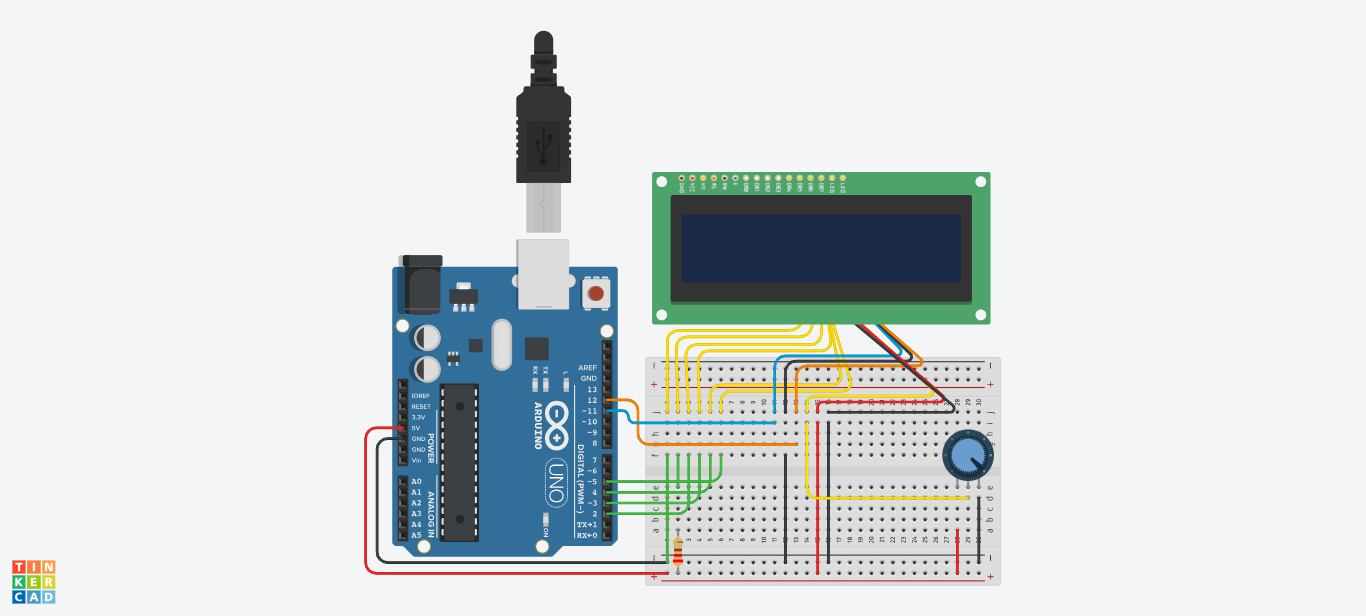 GND VCC V0 RS RW E DB0 DB1 DB2 DB3 DB4 DB5 DB6 DB7 LED LED
RX TX L
AREF
GND
13
12
~11
~10
~9
8
7
~6
~5
4
~3
2
TX→1
RX←0
DIGITAL (PWM~)
ARDUINO
UNO
ON
IOREF
RESET
3.3V
5V
GND
GND
Vin
POWER
A0
A1
A2
A3
A4
A5
ANALOG IN
TIN
KER
CAD